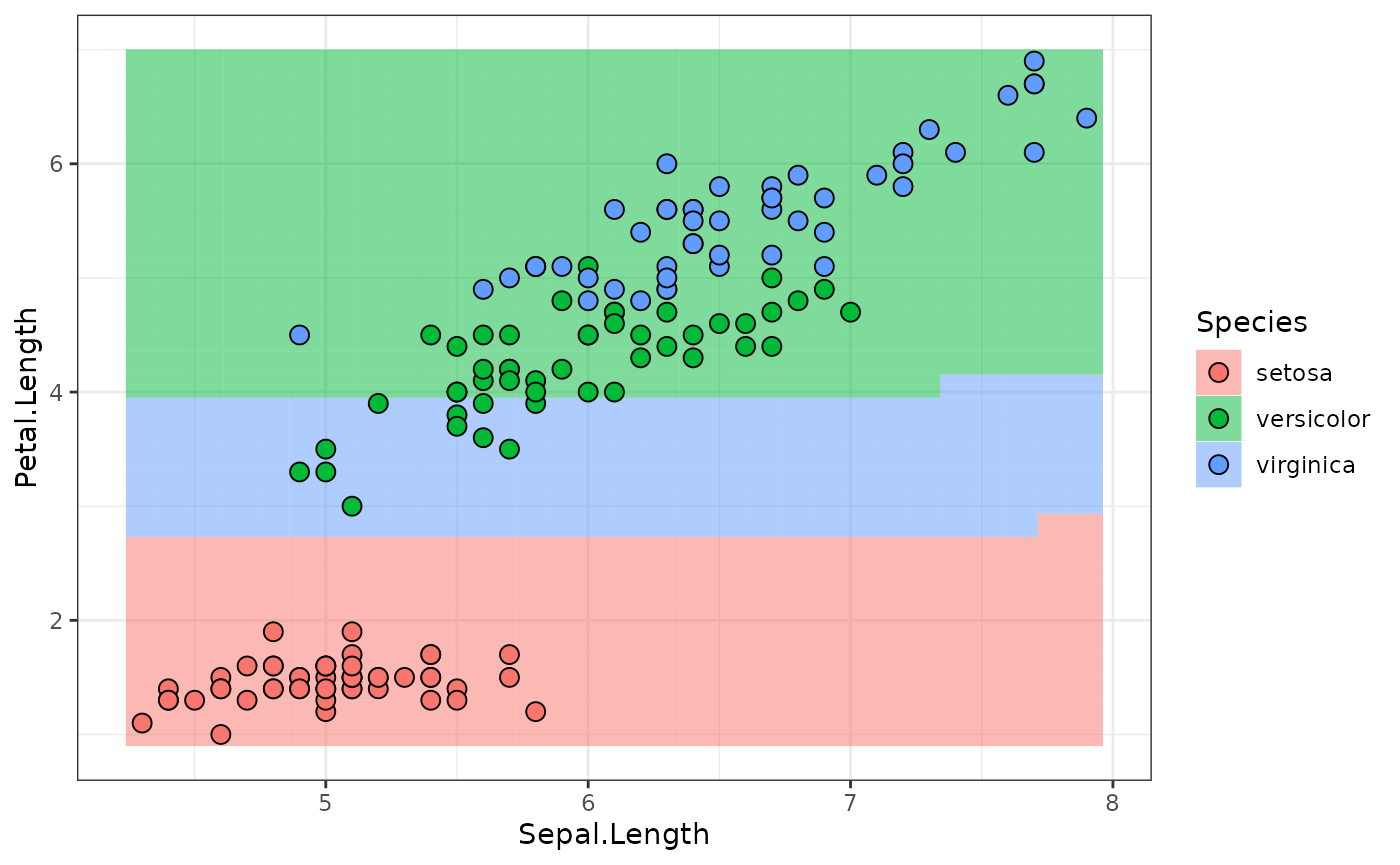 6
4
2
5 6 7 8
Sepal.Length
Petal.Length
Species
setosa
versicolor
virginica